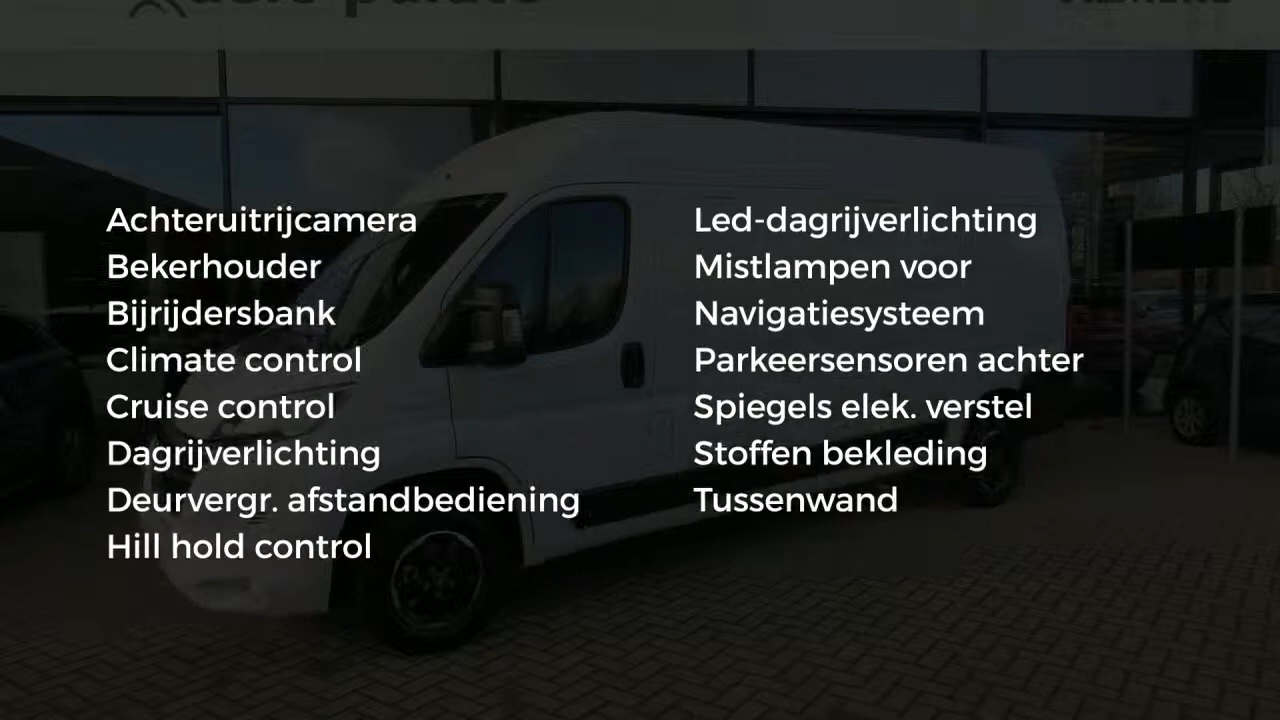 Achteruitrijcamera
Bekerhouder
Bijrijdersbank
Climate control
Cruise control
Dagrijverlichting
Deurvergr. afstandbediening
Hill hold control
Led-dagrijverlichting
Mistlampen voor
Navigatiesysteem
Parkeersensoren achter
Spiegels elek. verstel
Stoffen bekleding
Tussenwand